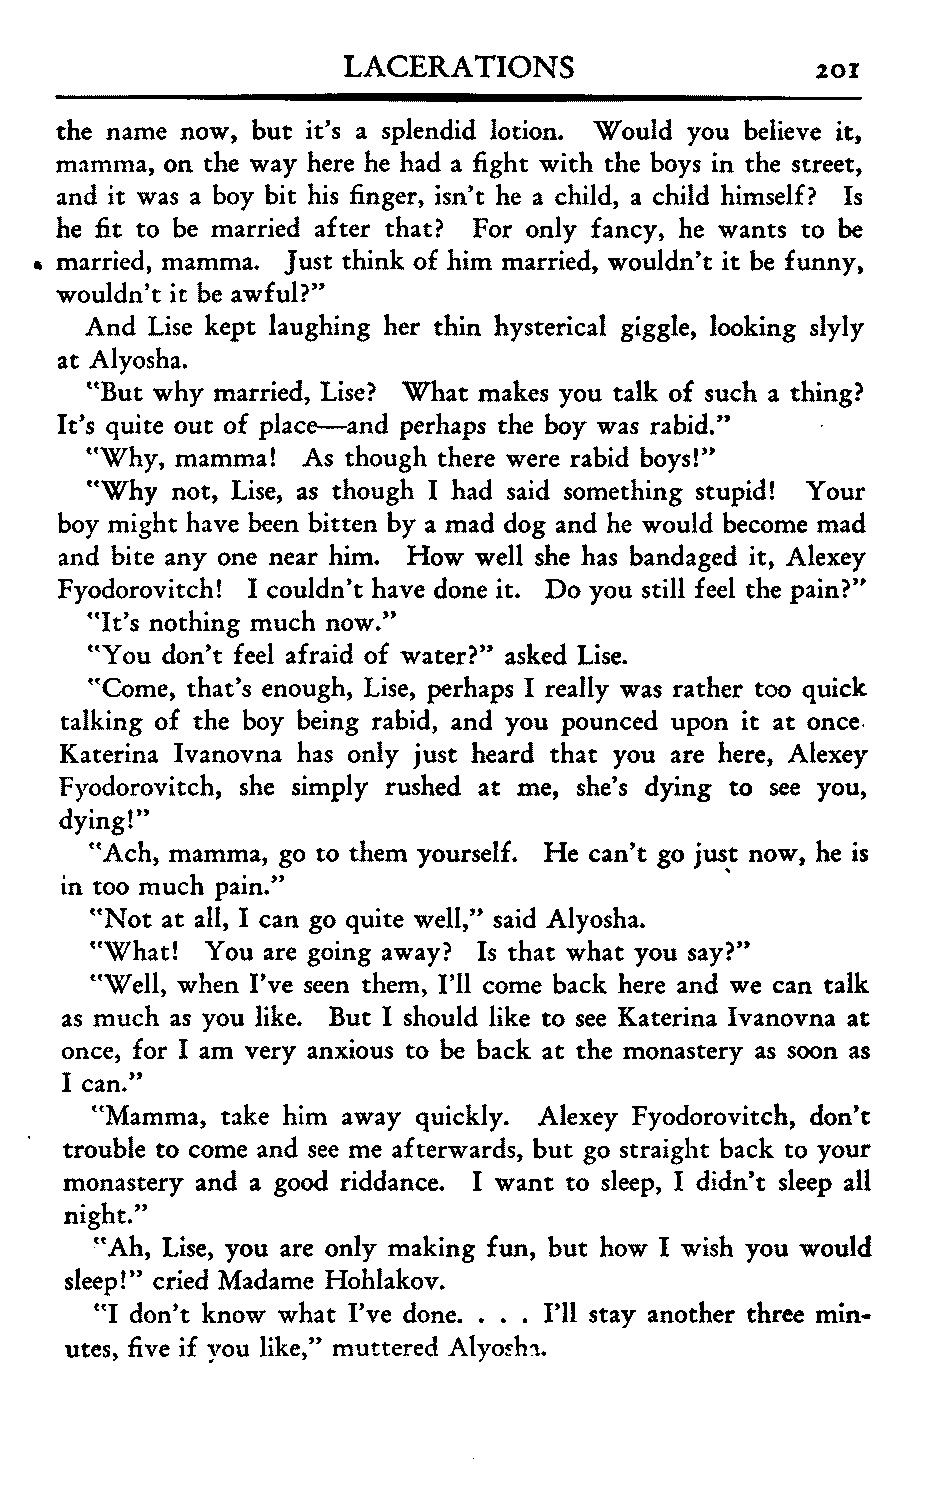 LACERATIONS 201
the name now, but it's a splendid lotion. Would you believe it,
mamma, on the way here he had a fight with the boys in the street,
and it was a boy bit his finger, isn't he a child, a child himself? Is
he fit to be married after that? For only fancy, he wants to be
married, mamma. Just think of him married, wouldn't it be funny,
wouldn't it be awful?"
And Lise kept laughing her thin hysterical giggle, looking slyly
at Alyosha.
"But why married, Lise? What makes you talk of such a thing?
It's quite out of place—and perhaps the boy was rabid."
"Why, mamma! As though there were rabid boys!"
"Why not, Lise, as though I had said something stupid! Your
boy might have been bitten by a mad dog and he would become mad
and bite any one near him. How well she has bandaged it, Alexey
Fyodorovitch! I couldn't have done it. Do you still feel the pain?"
"It's nothing much now."
"You don't feel afraid of water?" asked Lise.
"Come, that's enough, Lise, perhaps I really was rather too quick
talking of the boy being rabid, and you pounced upon it at once.
Katerina Ivanovna has only just heard that you are here, Alexey
Fyodorovitch, she simply rushed at me, she's dying to see you,
dying!"
"Ach, mamma, go to them yourself. He can't go just now, he is
in too much pain."
"Not at all, I can go quite well," said Alyosha.
"What! You are going away? Is that what you say?"
"Well, when I've seen them, I'll come back here and we can talk
as much as you like. But I should like to see Katerina Ivanovna at
once, for I am very anxious to be back at the monastery as soon as
I can."
"Mamma, take him away quickly. Alexey Fyodorovitch, don't
trouble to come and see me afterwards, but go straight back to your
monastery and a good riddance. I want to sleep, I didn't sleep all
night."
"Ah, Lise, you are only making fun, but how I wish you would
sleep!" cried Madame Hohlakov.
"I don't know what I've done. . . . I'll stay another three min-
utes, five if you like," muttered Alyosha.